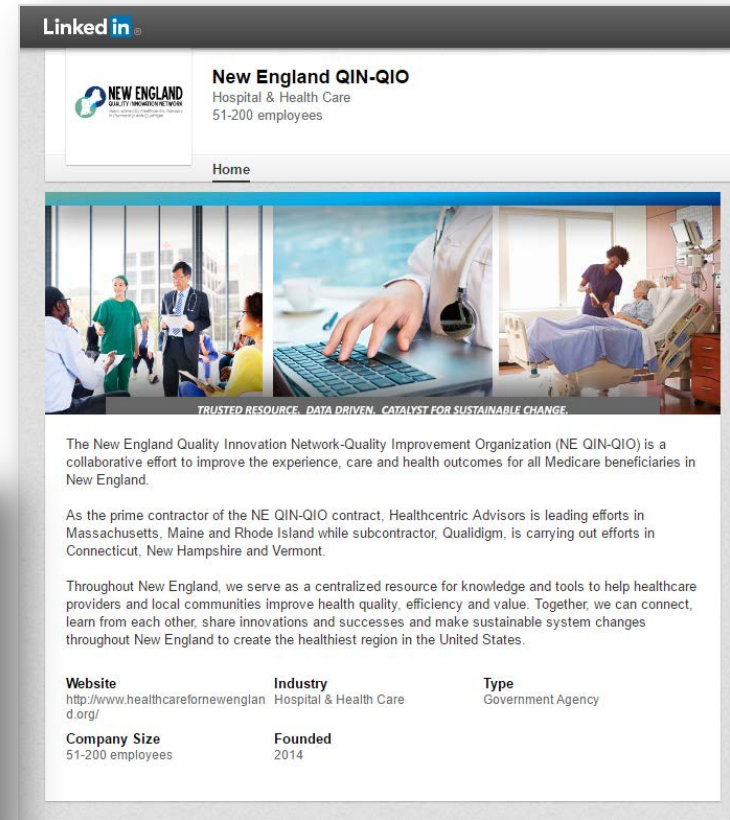 Linked in ®
NEW ENGLAND
QUALITY INNOVATION NETWORK
New England QIN-QIO
Hospital & Health Care
51-200 employees
Home
TRUSTED RESOURCE. DATA DRIVEN. CATALYST FOR SUSTAINABLE CHANGE.
The New England Quality Innovation Network-Quality Improvement Organization (NE QIN-QIO) is a
collaborative effort to improve the experience, care and health outcomes for all Medicare beneficiaries in
New England.
As the prime contractor of the NE QIN-QIO contract, Healthcentric Advisors is leading efforts in
Massachusetts, Maine and Rhode Island while subcontractor, Qualidigm, is carrying out efforts in
Connecticut, New Hampshire and Vermont.
Throughout New England, we serve as a centralized resource for knowledge and tools to help healthcare
providers and local communities improve health quality, efficiency and value. Together, we can connect,
learn from each other, share innovations and successes and make sustainable system changes
throughout New England to create the healthiest region in the United States.
Website Industry Type
http://www.healthcarefornewenglan Hospital & Health Care Government Agency
d.org/
Company Size Founded
51-200 employees 2014